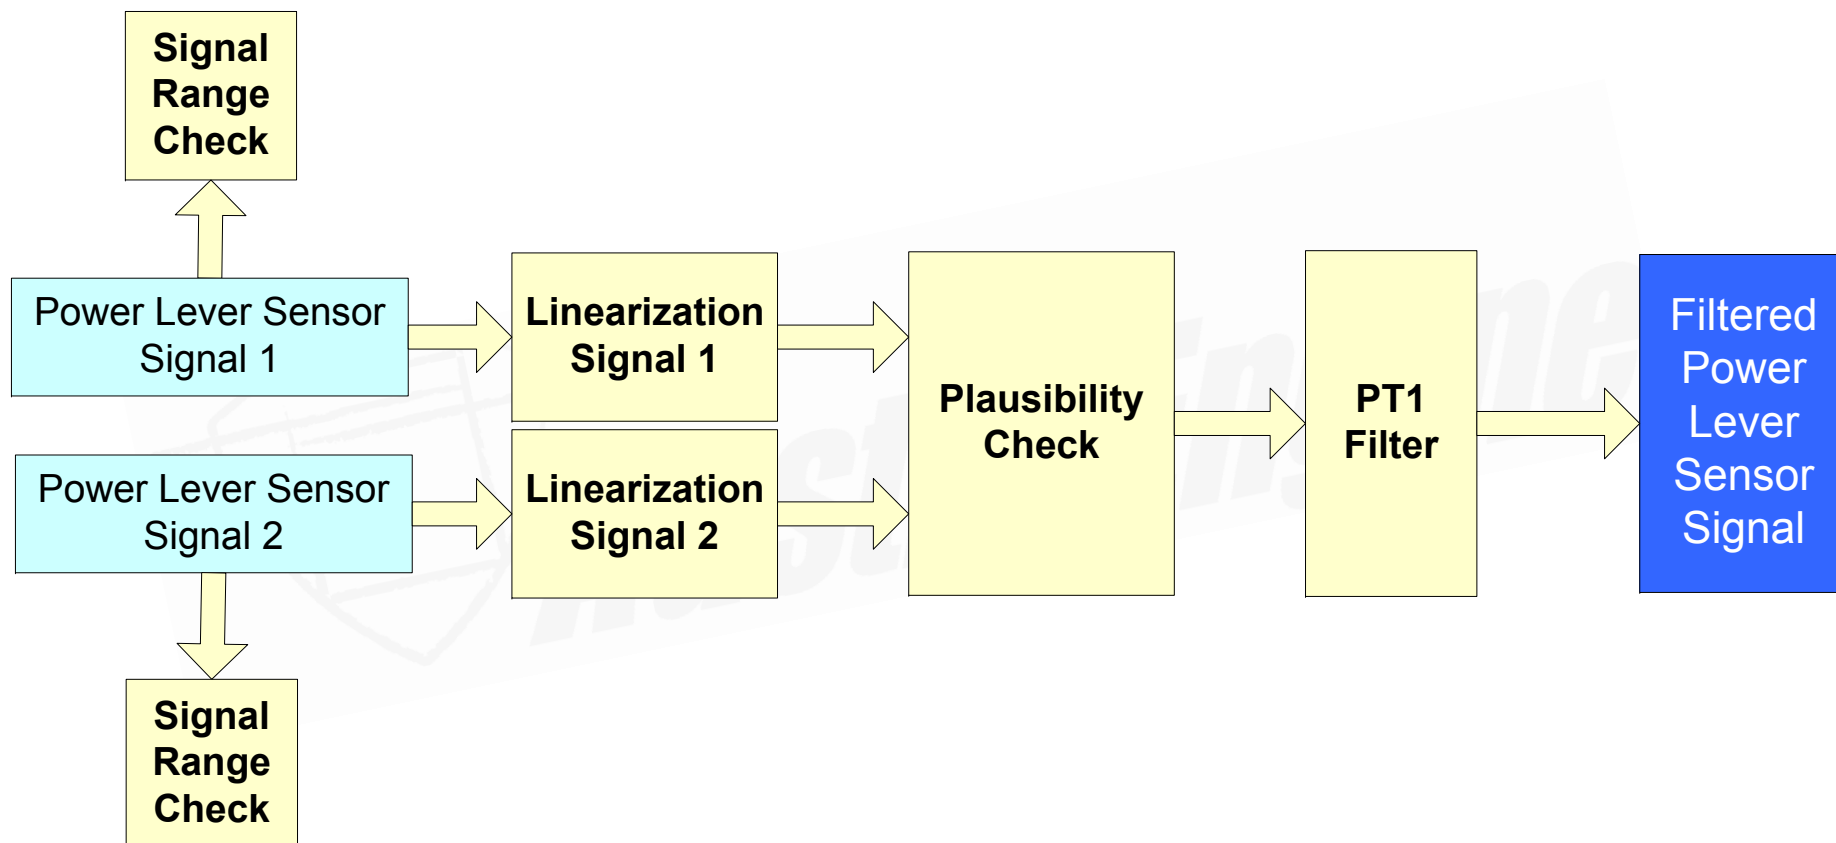 Signal
Range
Check
Power Lever Sensor
Signal 1
Linearization
Signal 1
Power Lever Sensor
Signal 2
Linearization
Signal 2
Plausibility
Check
PT1
Filter
Filtered
Power
Lever
Sensor
Signal
Signal
Range
Check